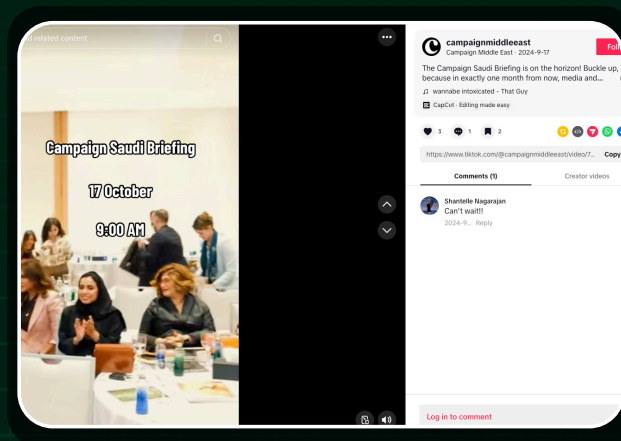 related content
Campaign Saudi Briefing
17 October
9:00 AM
campaignmiddleeast
Campaign Middle East · 2024-9-17
The Campaign Saudi Briefing is on the horizon! Buckle up,
because in exactly one month from now, media and...
wannabe intoxicated - That Guy
CapCut · Editing made easy
3 1 2
https://www.tiktok.com/@campaignmiddleeast/video/7... Copy
Comments (1) Creator videos
Shantelle Nagarajan
Can't wait!!
2024-9... Reply
Log in to comment